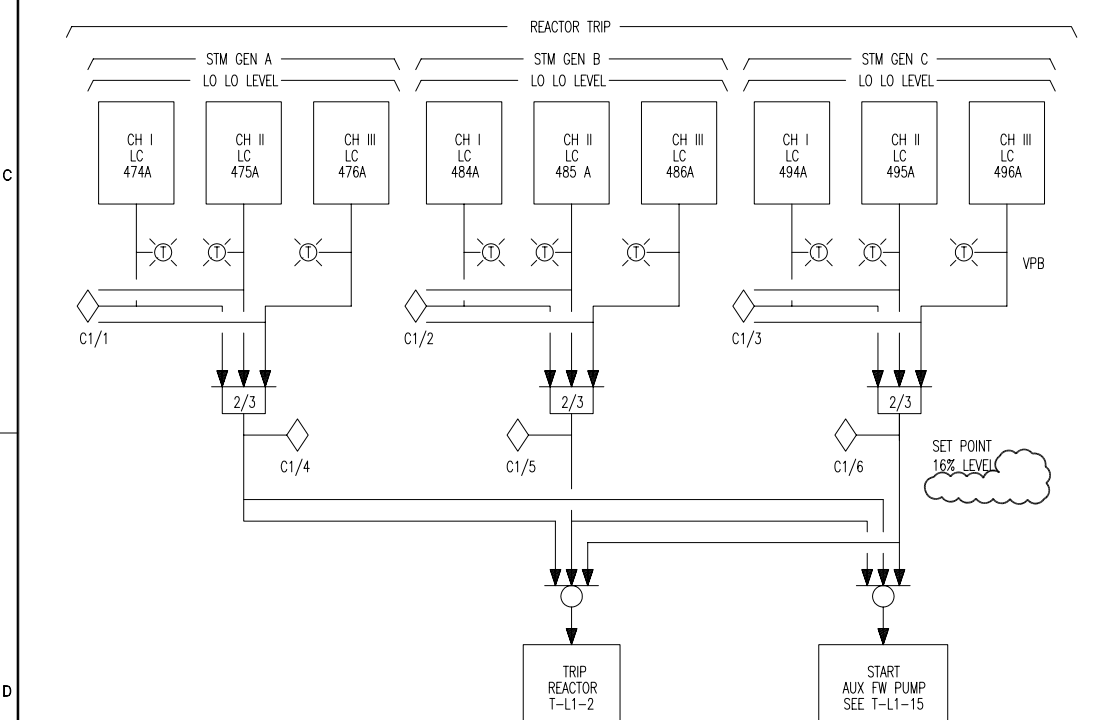 REACTOR TRIP
STM GEN A
STM GEN B
STM GEN C
LO LO LEVEL
LO LO LEVEL
LO LO LEVEL
CH I
LC
474A
CH II
LC
475A
CH III
LC
476A
CH I
LC
484A
CH II
LC
485 A
CH III
LC
486A
CH I
LC
494A
CH II
LC
495A
CH III
LC
496A
C
T
T
T
T
T
T
T
T
T
VPB
C1/1
C1/2
C1/3
2/3
2/3
2/3
C1/4
C1/5
C1/6
SET POINT
16% LEVEL
TRIP
REACTOR
T-L1-2
START
AUX FW PUMP
SEE T-L1-15
D